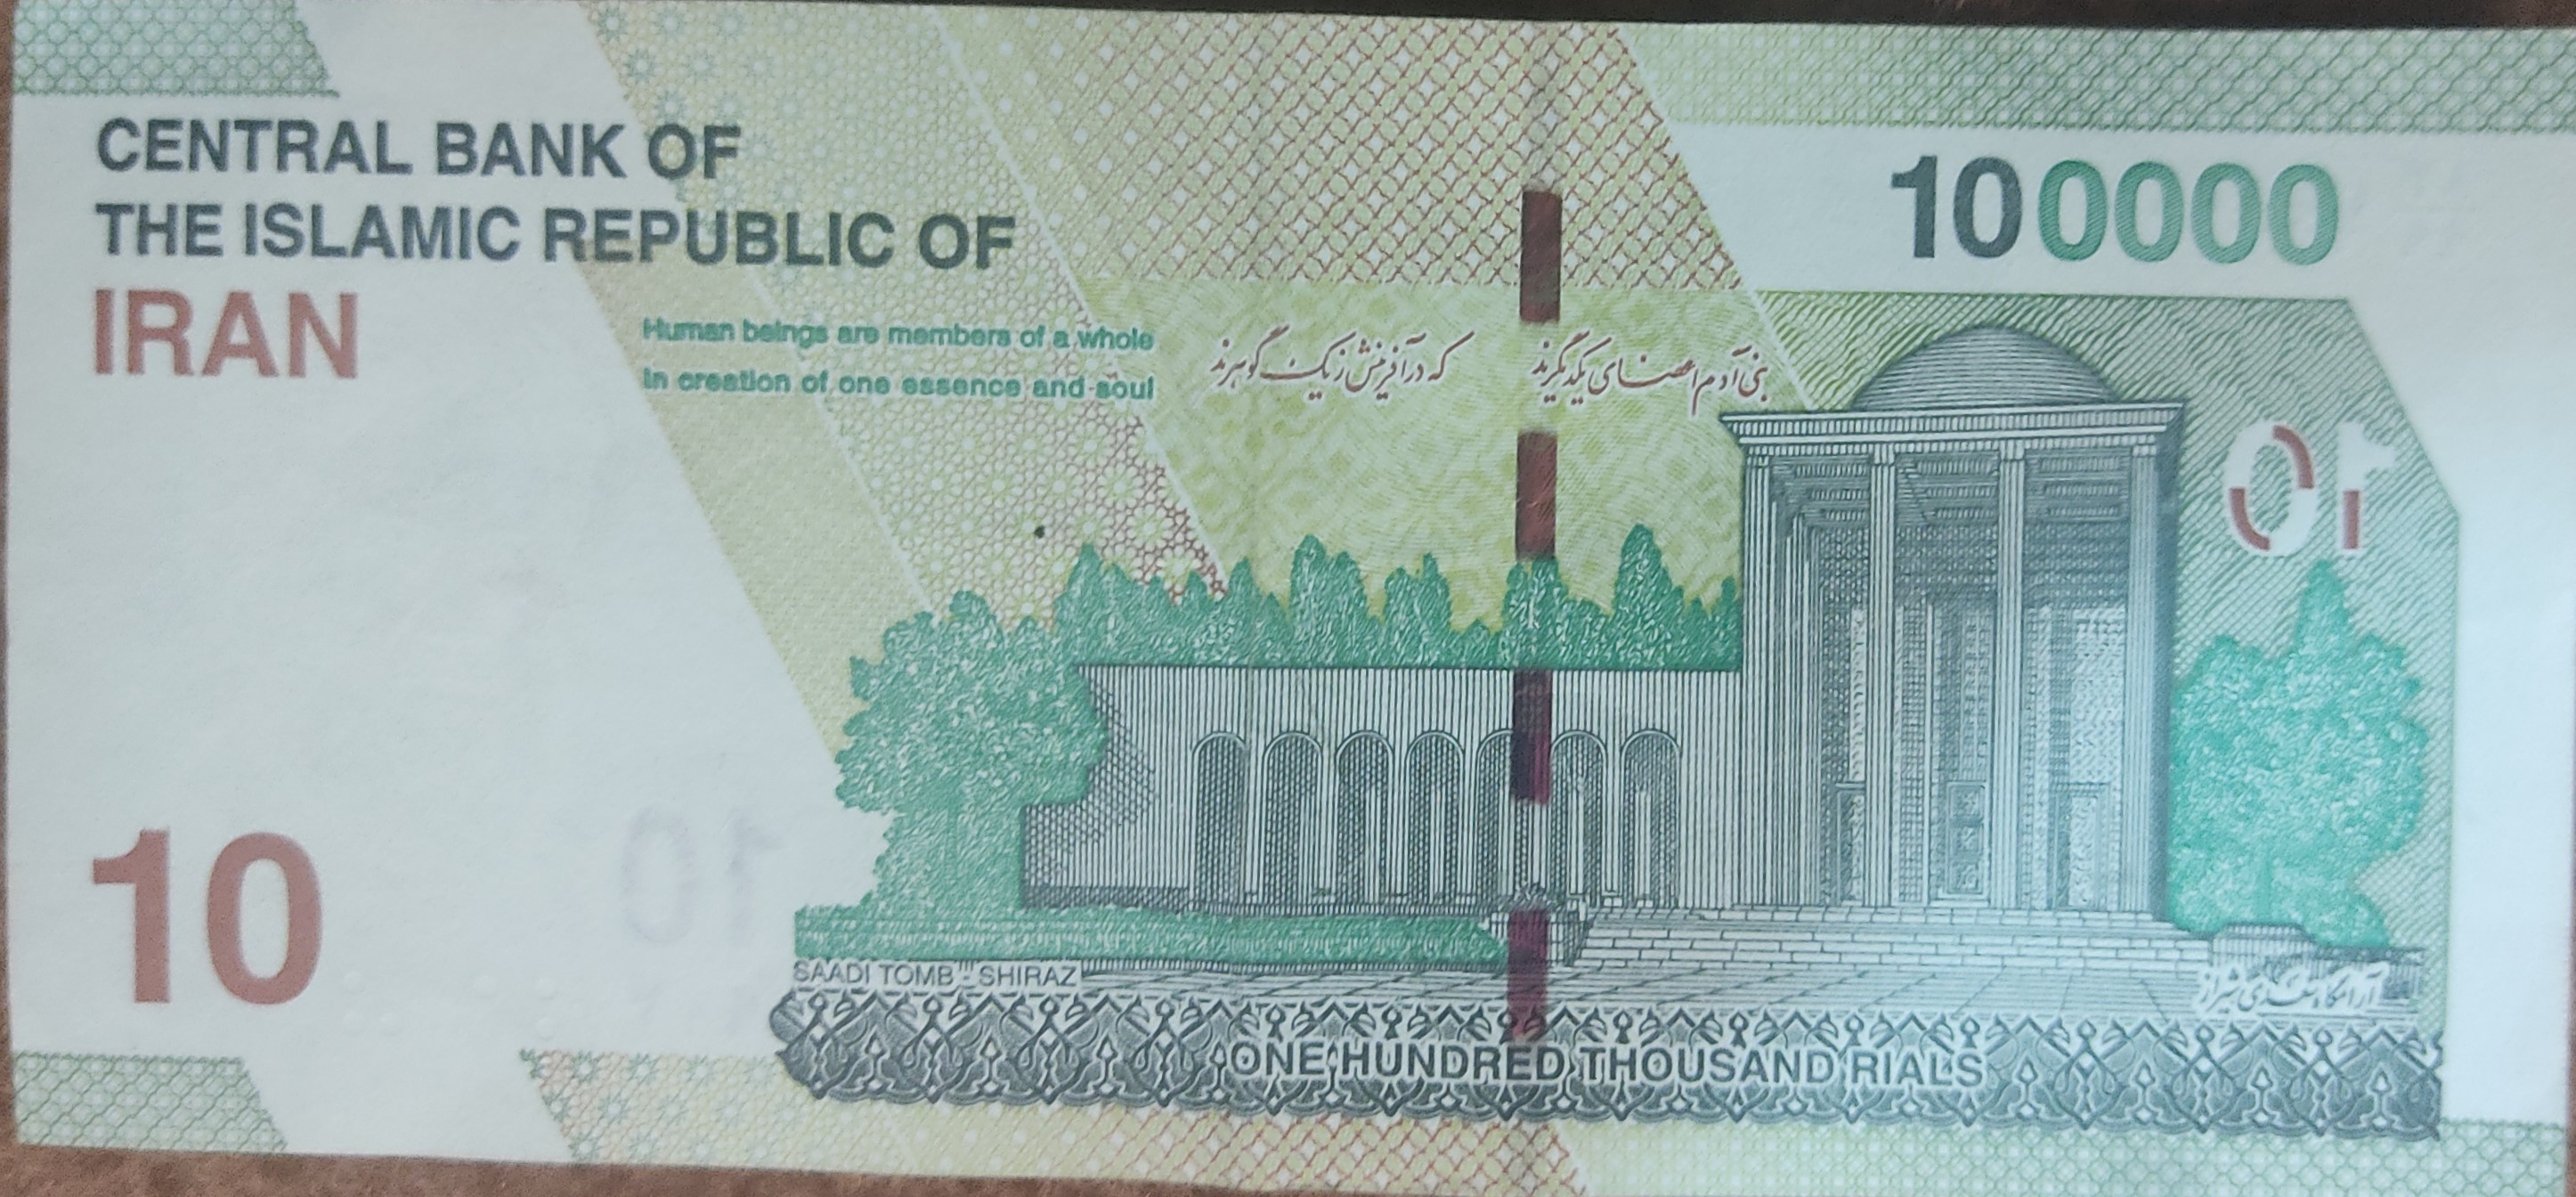 CENTRAL BANK OF
THE ISLAMIC REPUBLIC OF
IRAN
100000
Human beings are members of a whole
In creation of one essence and soul
بنی آدم اعضای یکدیگرند
که در آفرینش ز یک گوهرند
10
10
SAADI TOMB - SHIRAZ
آرامگاه سعدی شیراز
ONE HUNDRED THOUSAND RIALS